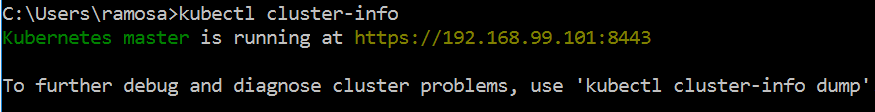 C:\Users\ramosa>kubectl cluster-info
Kubernetes master is running at https://192.168.99.101:8443
To further debug and diagnose cluster problems, use 'kubectl cluster-info dump'